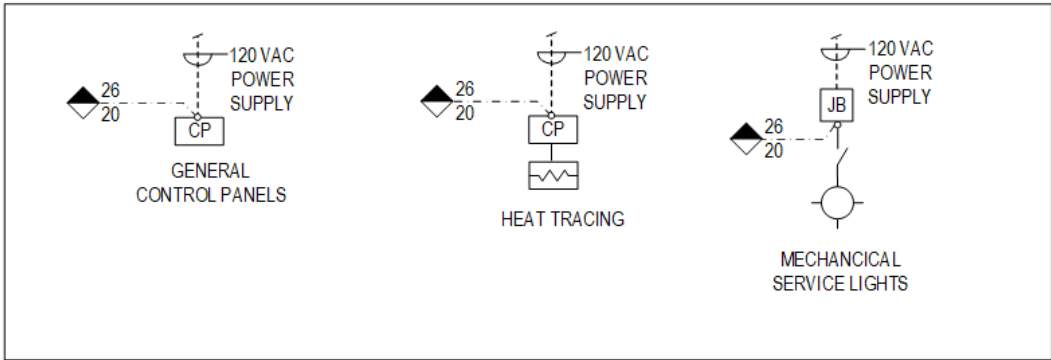 120 VAC
POWER
SUPPLY
26
20
CP
GENERAL
CONTROL PANELS
120 VAC
POWER
SUPPLY
26
20
CP
HEAT TRACING
120 VAC
POWER
SUPPLY
JB
26
20
MECHANCICAL
SERVICE LIGHTS